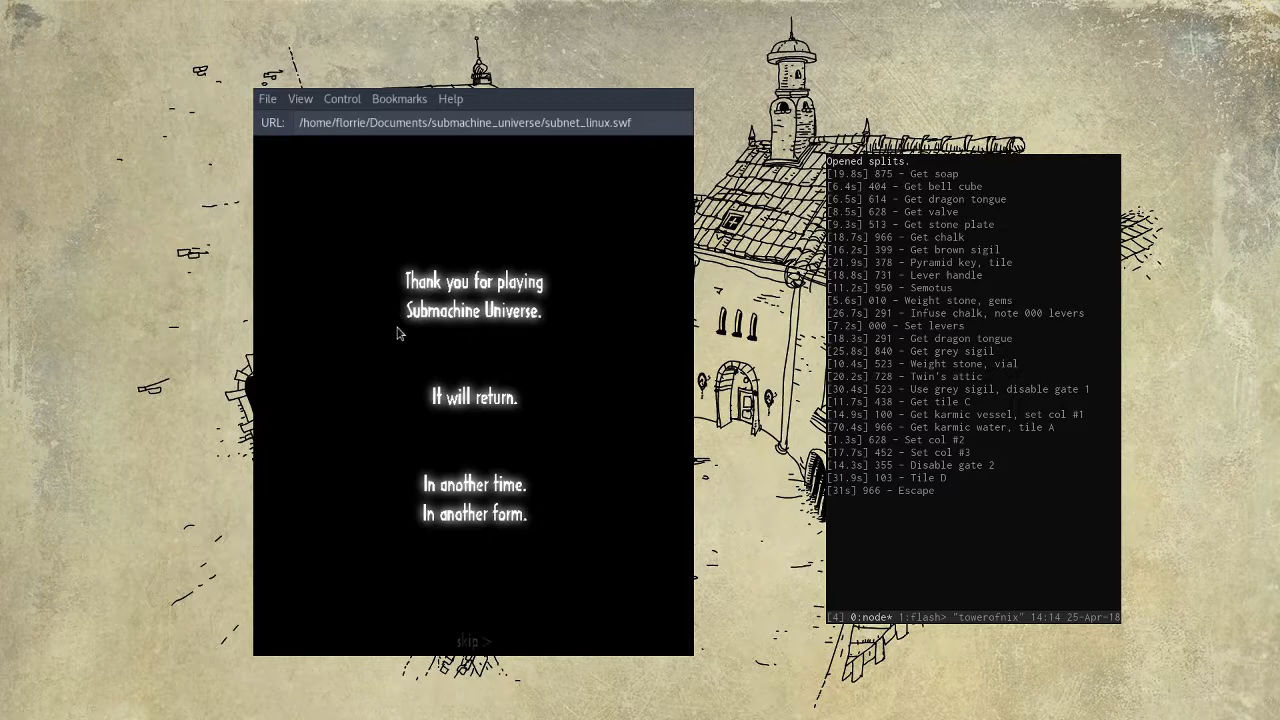 File View Control Bookmarks Help
URL: /home/florrie/Documents/submachine_universe/subnet_linux.swf
Thank you for playing
Submachine Universe.
It will return.
In another time.
In another form.
skip >
Opened splits.
[19.8s] 875 – Get soap
[6.4s] 404 – Get bell cube
[6.5s] 614 – Get dragon tongue
[8.5s] 628 – Get valve
[9.3s] 513 – Get stone plate
[18.7s] 966 – Get chalk
[16.2s] 399 – Get brown sigil
[21.9s] 378 – Pyramid key, tile
[18.8s] 731 – Lever handle
[11.2s] 950 – Semotus
[5.6s] 010 – Weight stone, gems
[26.7s] 291 – Infuse chalk, note 000 levers
[7.2s] 000 – Set levers
[18.3s] 291 – Get dragon tongue
[25.8s] 840 – Get grey sigil
[10.4s] 523 – Weight stone, vial
[20.2s] 728 – Twin's attic
[30.4s] 523 – Use grey sigil, disable gate 1
[11.7s] 438 – Get tile C
[14.9s] 100 – Get karmic vessel, set col #1
[70.4s] 966 – Get karmic water, tile A
[1.3s] 628 – Set col #2
[17.7s] 452 – Set col #3
[14.3s] 355 – Disable gate 2
[31.9s] 103 – Tile D
[31s] 966 – Escape
[4] 0:node* 1:flash> "towerofnix" 14:14 25-Apr-18